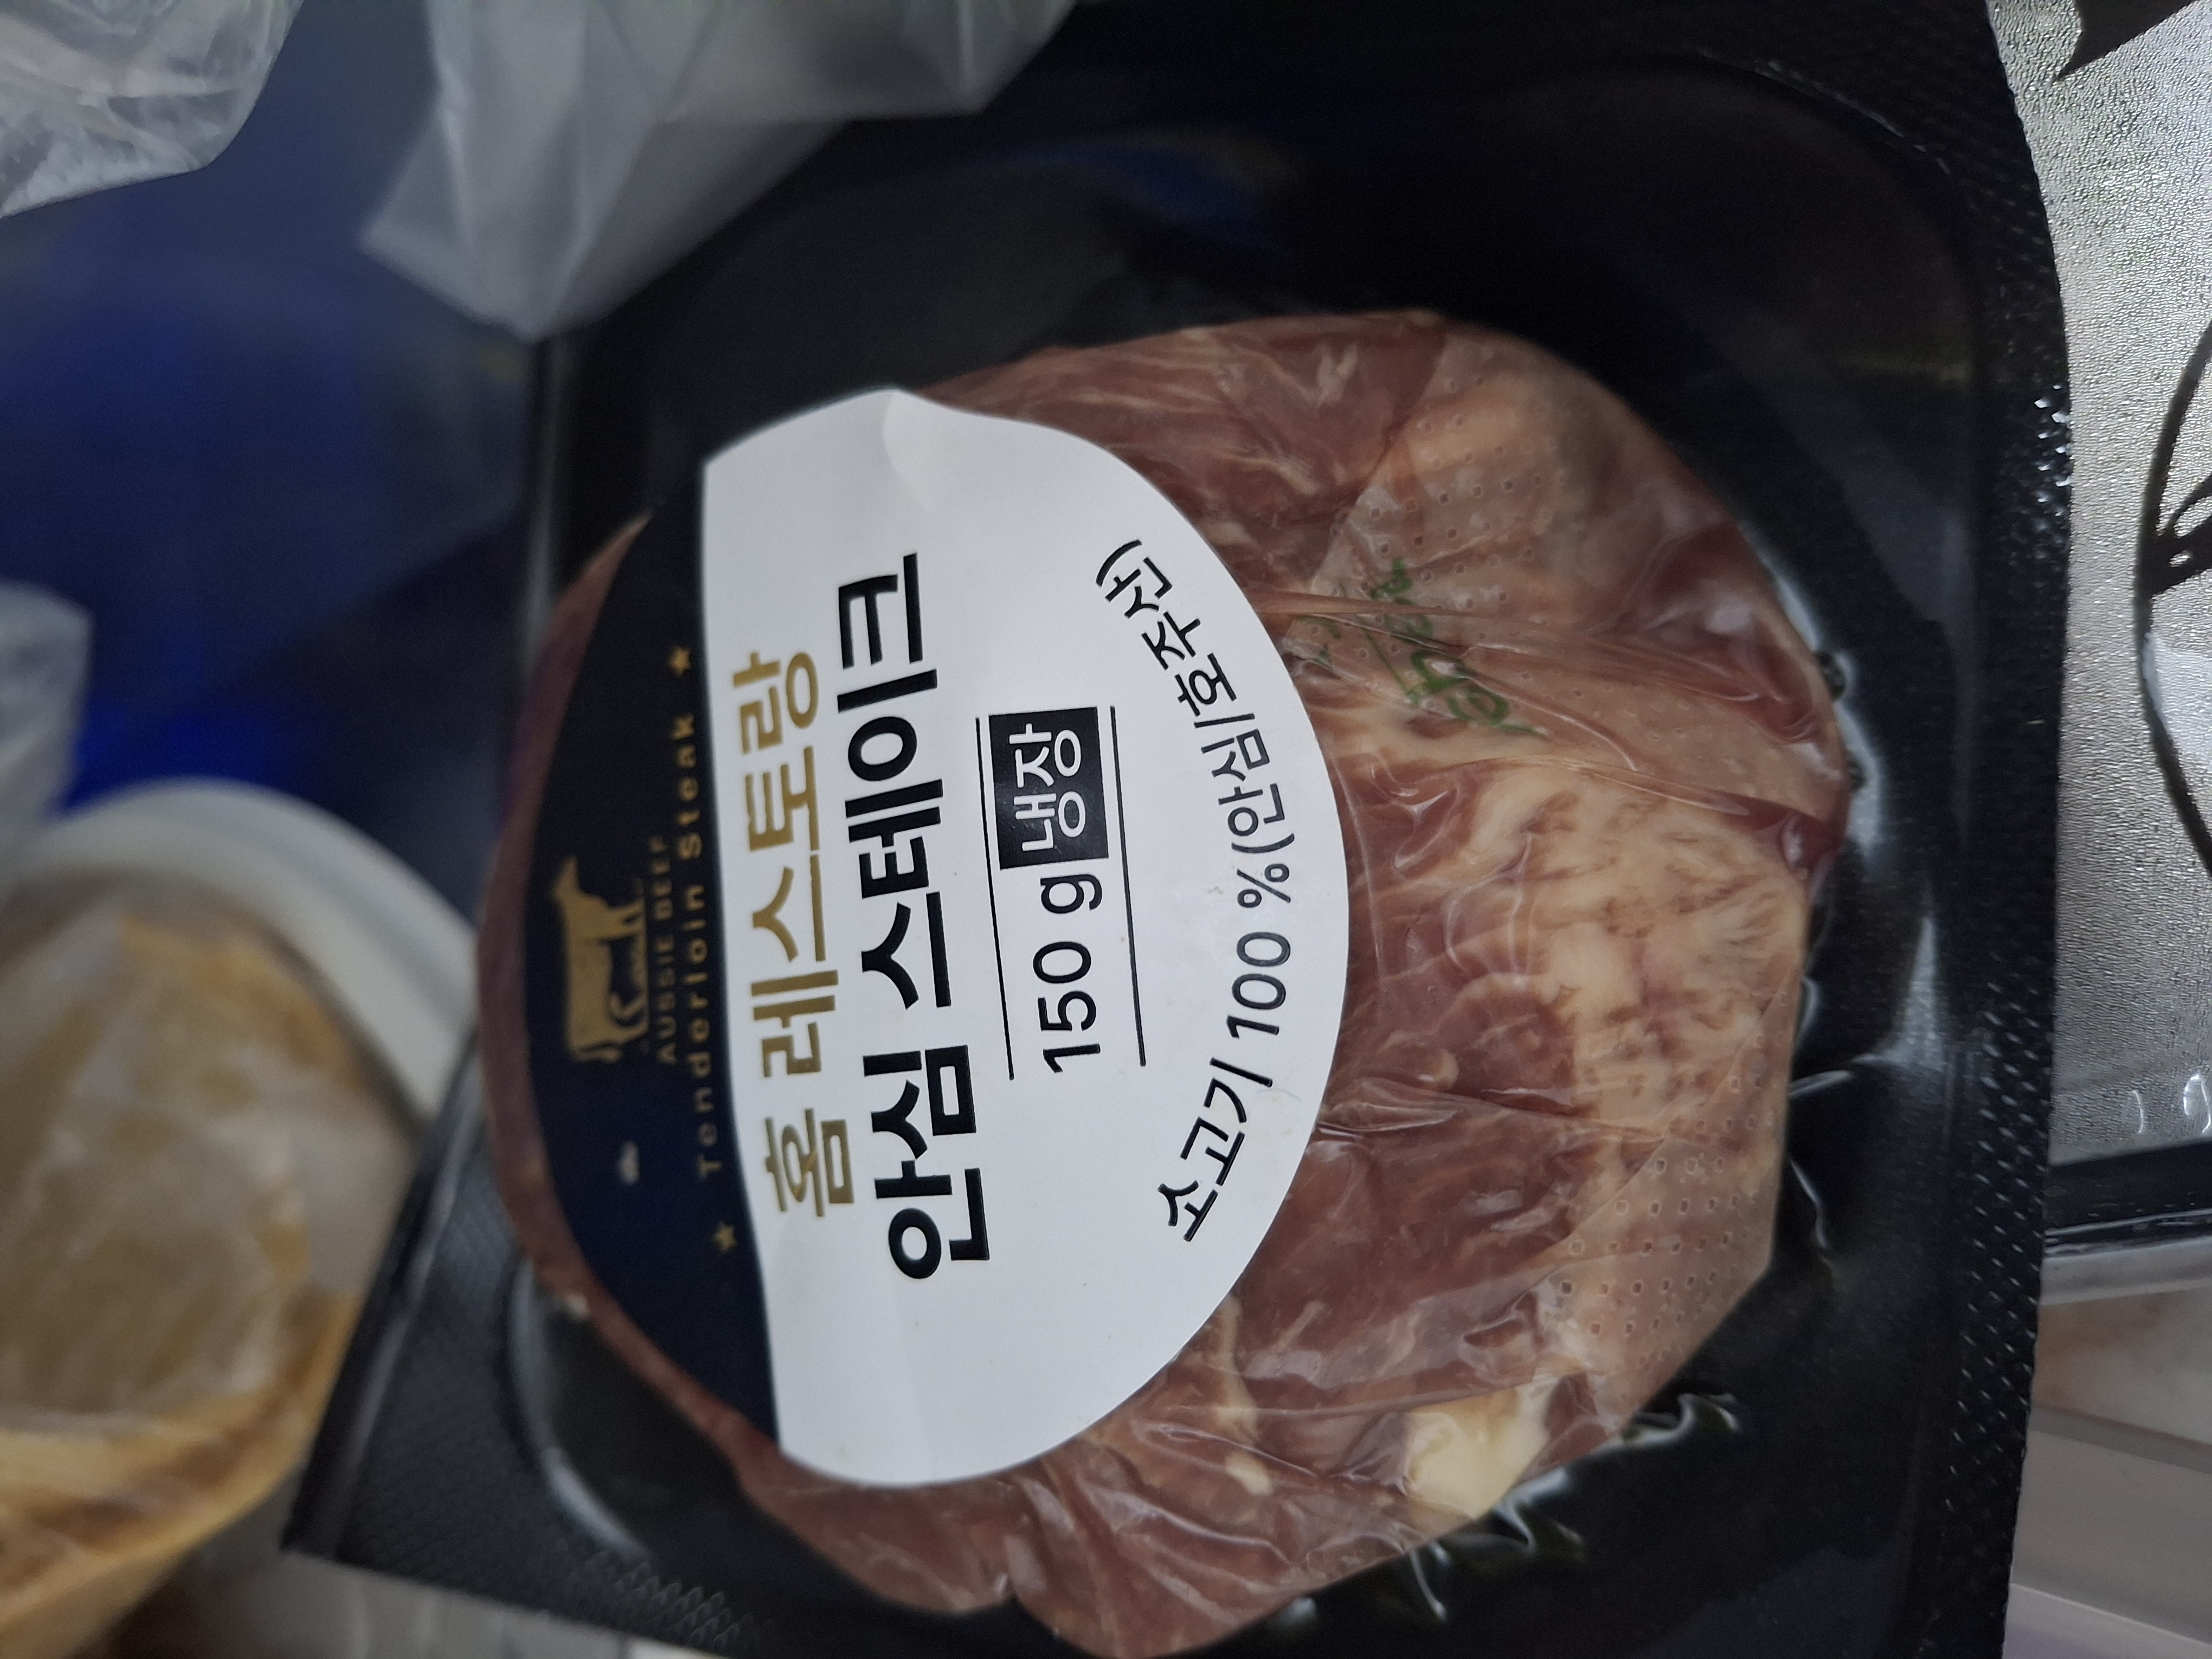 AUSSIE BEEF
★ Tenderloin Steak ★
홈 레스토랑
안심 스테이크
150 g 냉장
소고기 100 %(안심|호주산)